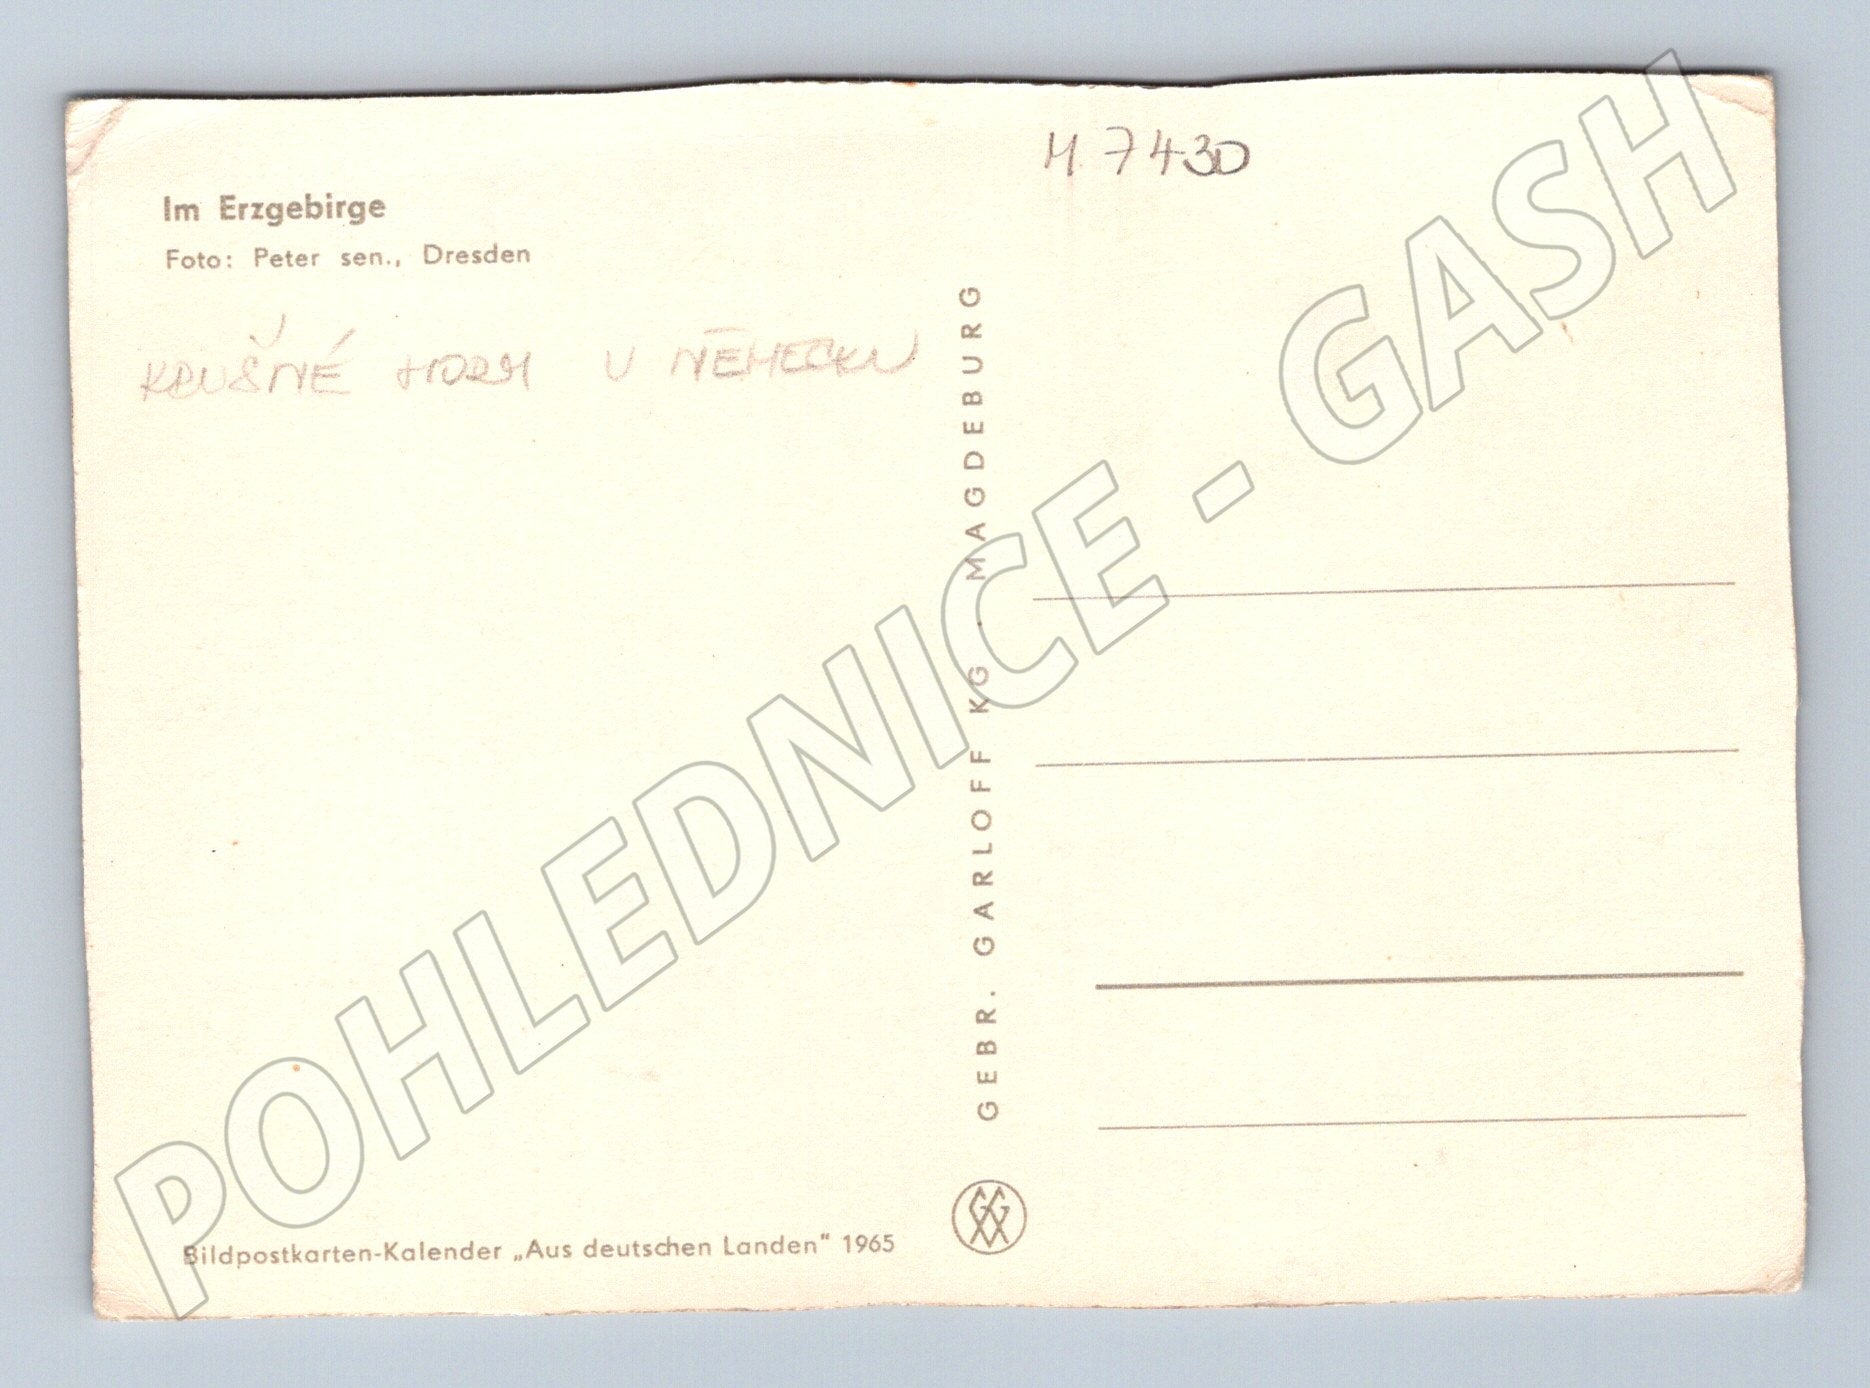 M. 7430
Im Erzgebirge
Foto: Peter sen., Dresden
KRUŠNÉ HORY V NĚMECKU
GEBR. GARLOFF KG · MAGDEBURG
Bildpostkarten-Kalender „Aus deutschen Landen" 1965
POHLEDNICE - GASH